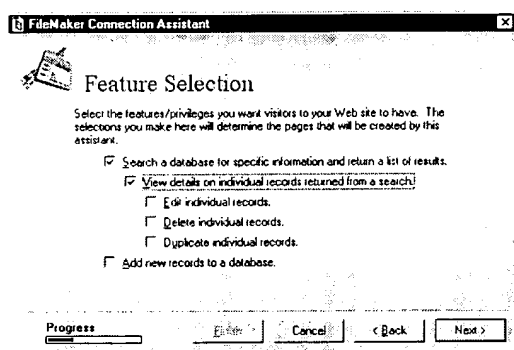 FileMaker Connection Assistant
Feature Selection
Select the features/privileges you want visitors to your Web site to have. The
selections you make here will determine the pages that will be created by this
assistant.
Search a database for specific information and return a list of results.
View details on individual records returned from a search.
Edit individual records.
Delete individual records.
Duplicate individual records.
Add new records to a database.
Progress
Cancel
< Back
Next >